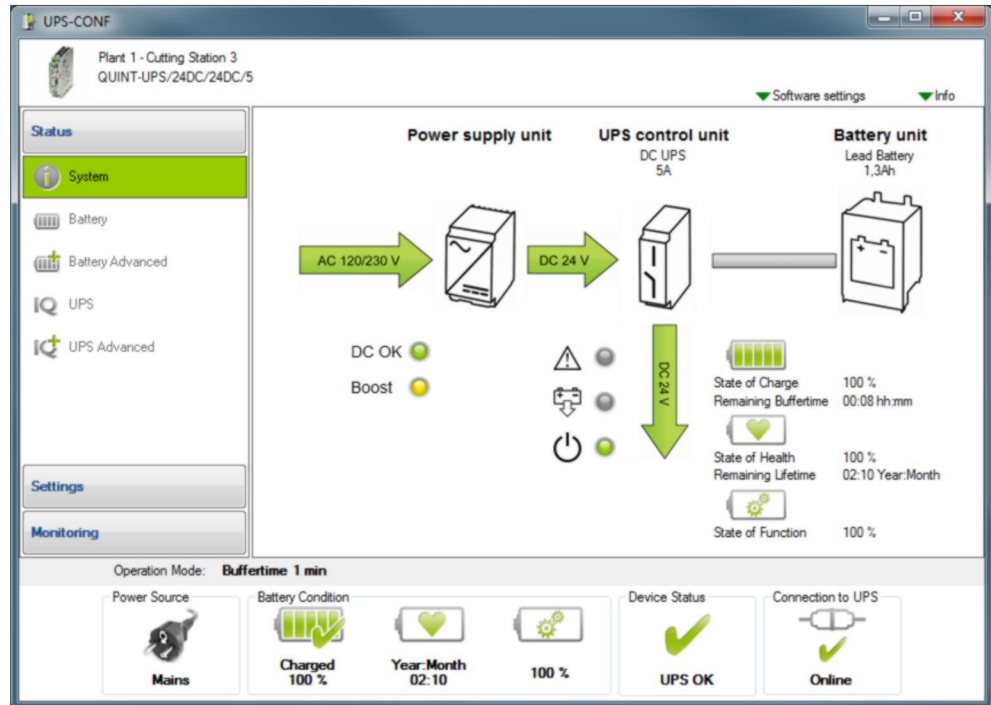 UPS-CONF
Plant 1 - Cutting Station 3
QUINT-UPS/24DC/24DC/5
Software settings
Info
Status
System
Battery
Battery Advanced
IQ UPS
IQ UPS Advanced
Settings
Monitoring
Power supply unit
UPS control unit
DC UPS
5A
Battery unit
Lead Battery
1,3Ah
AC 120/230 V
DC 24 V
DC OK
Boost
DC 24 V
State of Charge 100 %
Remaining Buffertime 00:08 hh:mm
State of Health 100 %
Remaining Lifetime 02:10 Year:Month
State of Function 100 %
Operation Mode: Buffertime 1 min
Power Source
Mains
Battery Condition
Charged
100 %
Year:Month
02:10
100 %
Device Status
UPS OK
Connection to UPS
Online